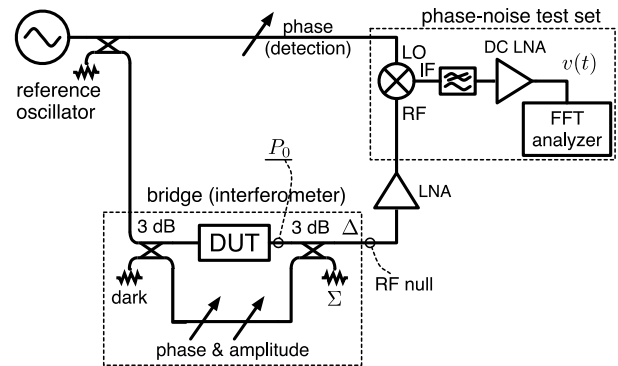 phase-noise test set
phase
(detection)
LO
IF
RF
DC LNA
v(t)
FFT
analyzer
reference
oscillator
P₀
LNA
bridge (interferometer)
3 dB
DUT
3 dB
Δ
dark
Σ
RF null
phase & amplitude